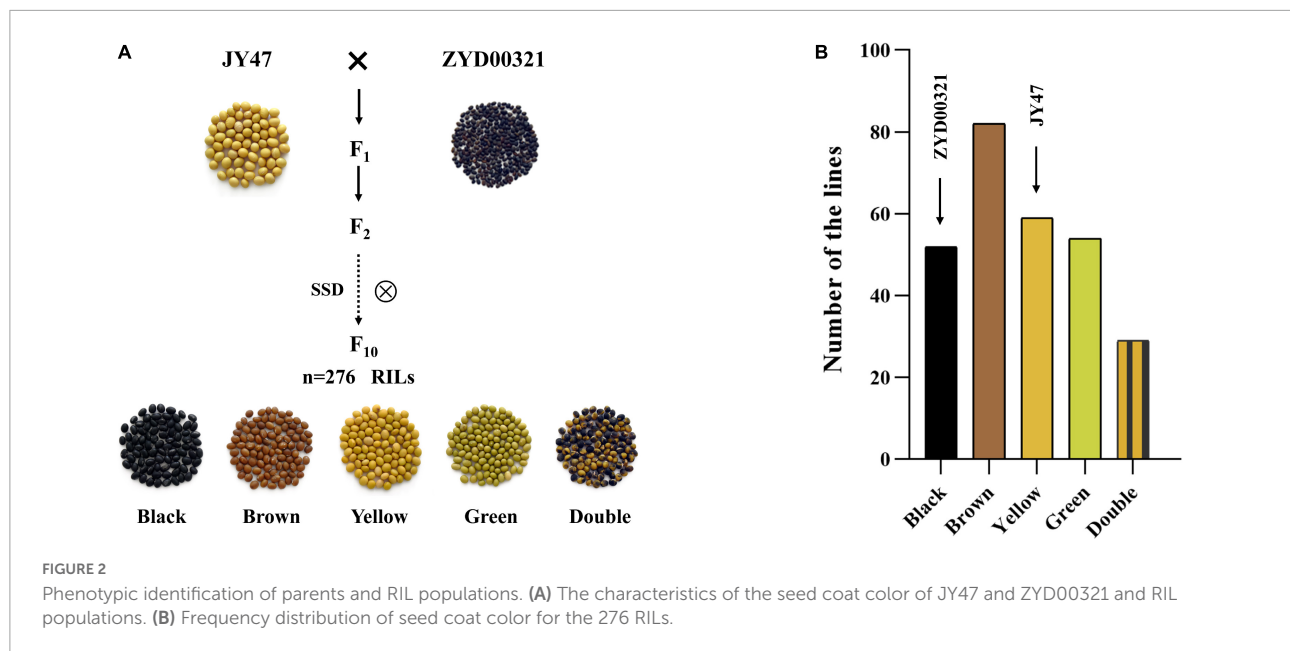 A
JY47 × ZYD00321
F1
F2
SSD
F10
n=276 RILs
Black Brown Yellow Green Double
B
Number of the lines
100
80
60
40
20
0
ZYD00321
JY47
Black
Brown
Yellow
Green
Double
FIGURE 2
Phenotypic identification of parents and RIL populations. (A) The characteristics of the seed coat color of JY47 and ZYD00321 and RIL
populations. (B) Frequency distribution of seed coat color for the 276 RILs.